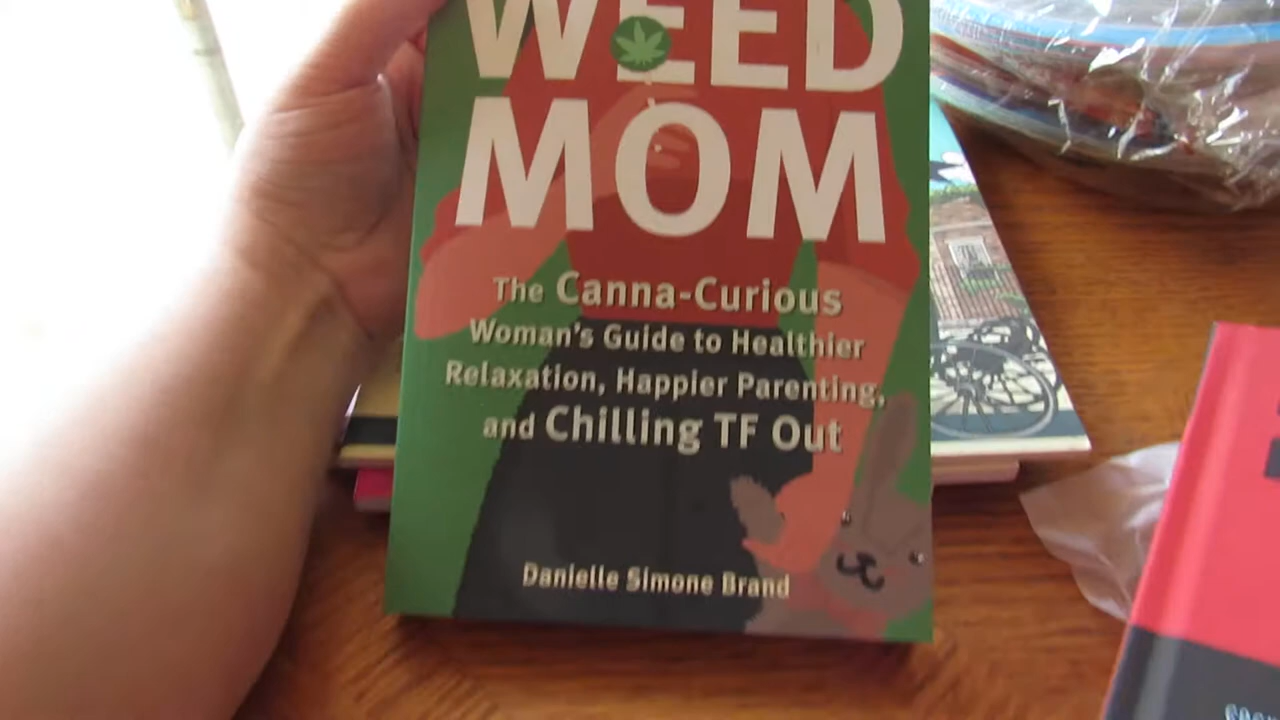 WEED
MOM
The Canna-Curious
Woman's Guide to Healthier
Relaxation, Happier Parenting,
and Chilling TF Out
Danielle Simone Brand